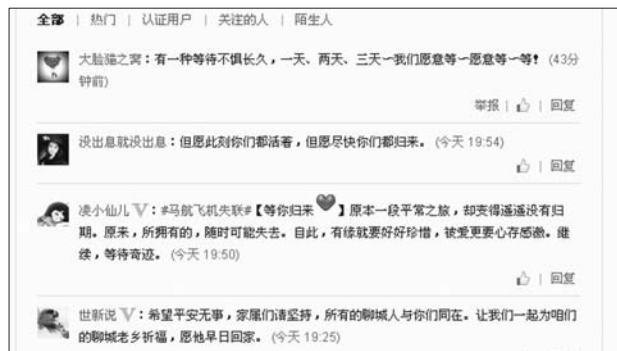 全部 | 热门 | 认证用户 | 关注的人 | 陌生人
大脸猫之窝：有一种等待不惧长久，一天、两天、三天～我们愿意等～愿意等～等！ (43分
钟前)
举报 | | 回复
没出息就没出息：但愿此刻你们都活着，但愿尽快你们都归来。 (今天 19:54)
| 回复
凌小仙儿 V：#马航飞机失联#【等你归来 】原本一段平常之旅，却变得遥遥没有归
期。原来，所拥有的，随时可能失去。自此，有缘就要好好珍惜，被爱更要心存感激。继
续，等待奇迹。 (今天 19:50)
| 回复
世新说 V：希望平安无事，家属们请坚持，所有的聊城人与你们同在。让我们一起为咱们
的聊城老乡祈福，愿他早日回家。 (今天 19:25)